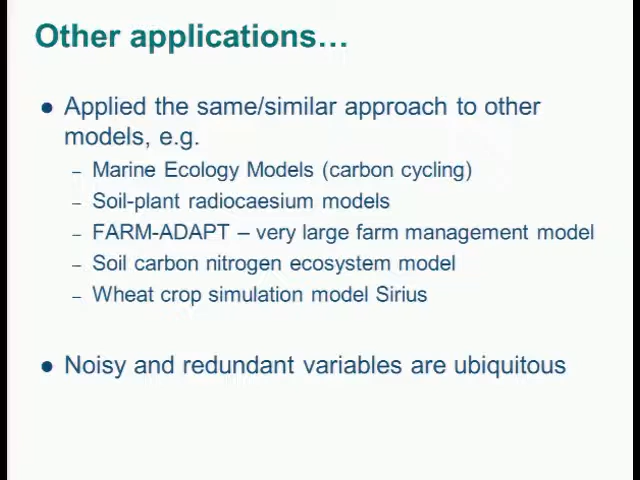 Other applications…
● Applied the same/similar approach to other
models, e.g.
– Marine Ecology Models (carbon cycling)
– Soil-plant radiocaesium models
– FARM-ADAPT – very large farm management model
– Soil carbon nitrogen ecosystem model
– Wheat crop simulation model Sirius
● Noisy and redundant variables are ubiquitous